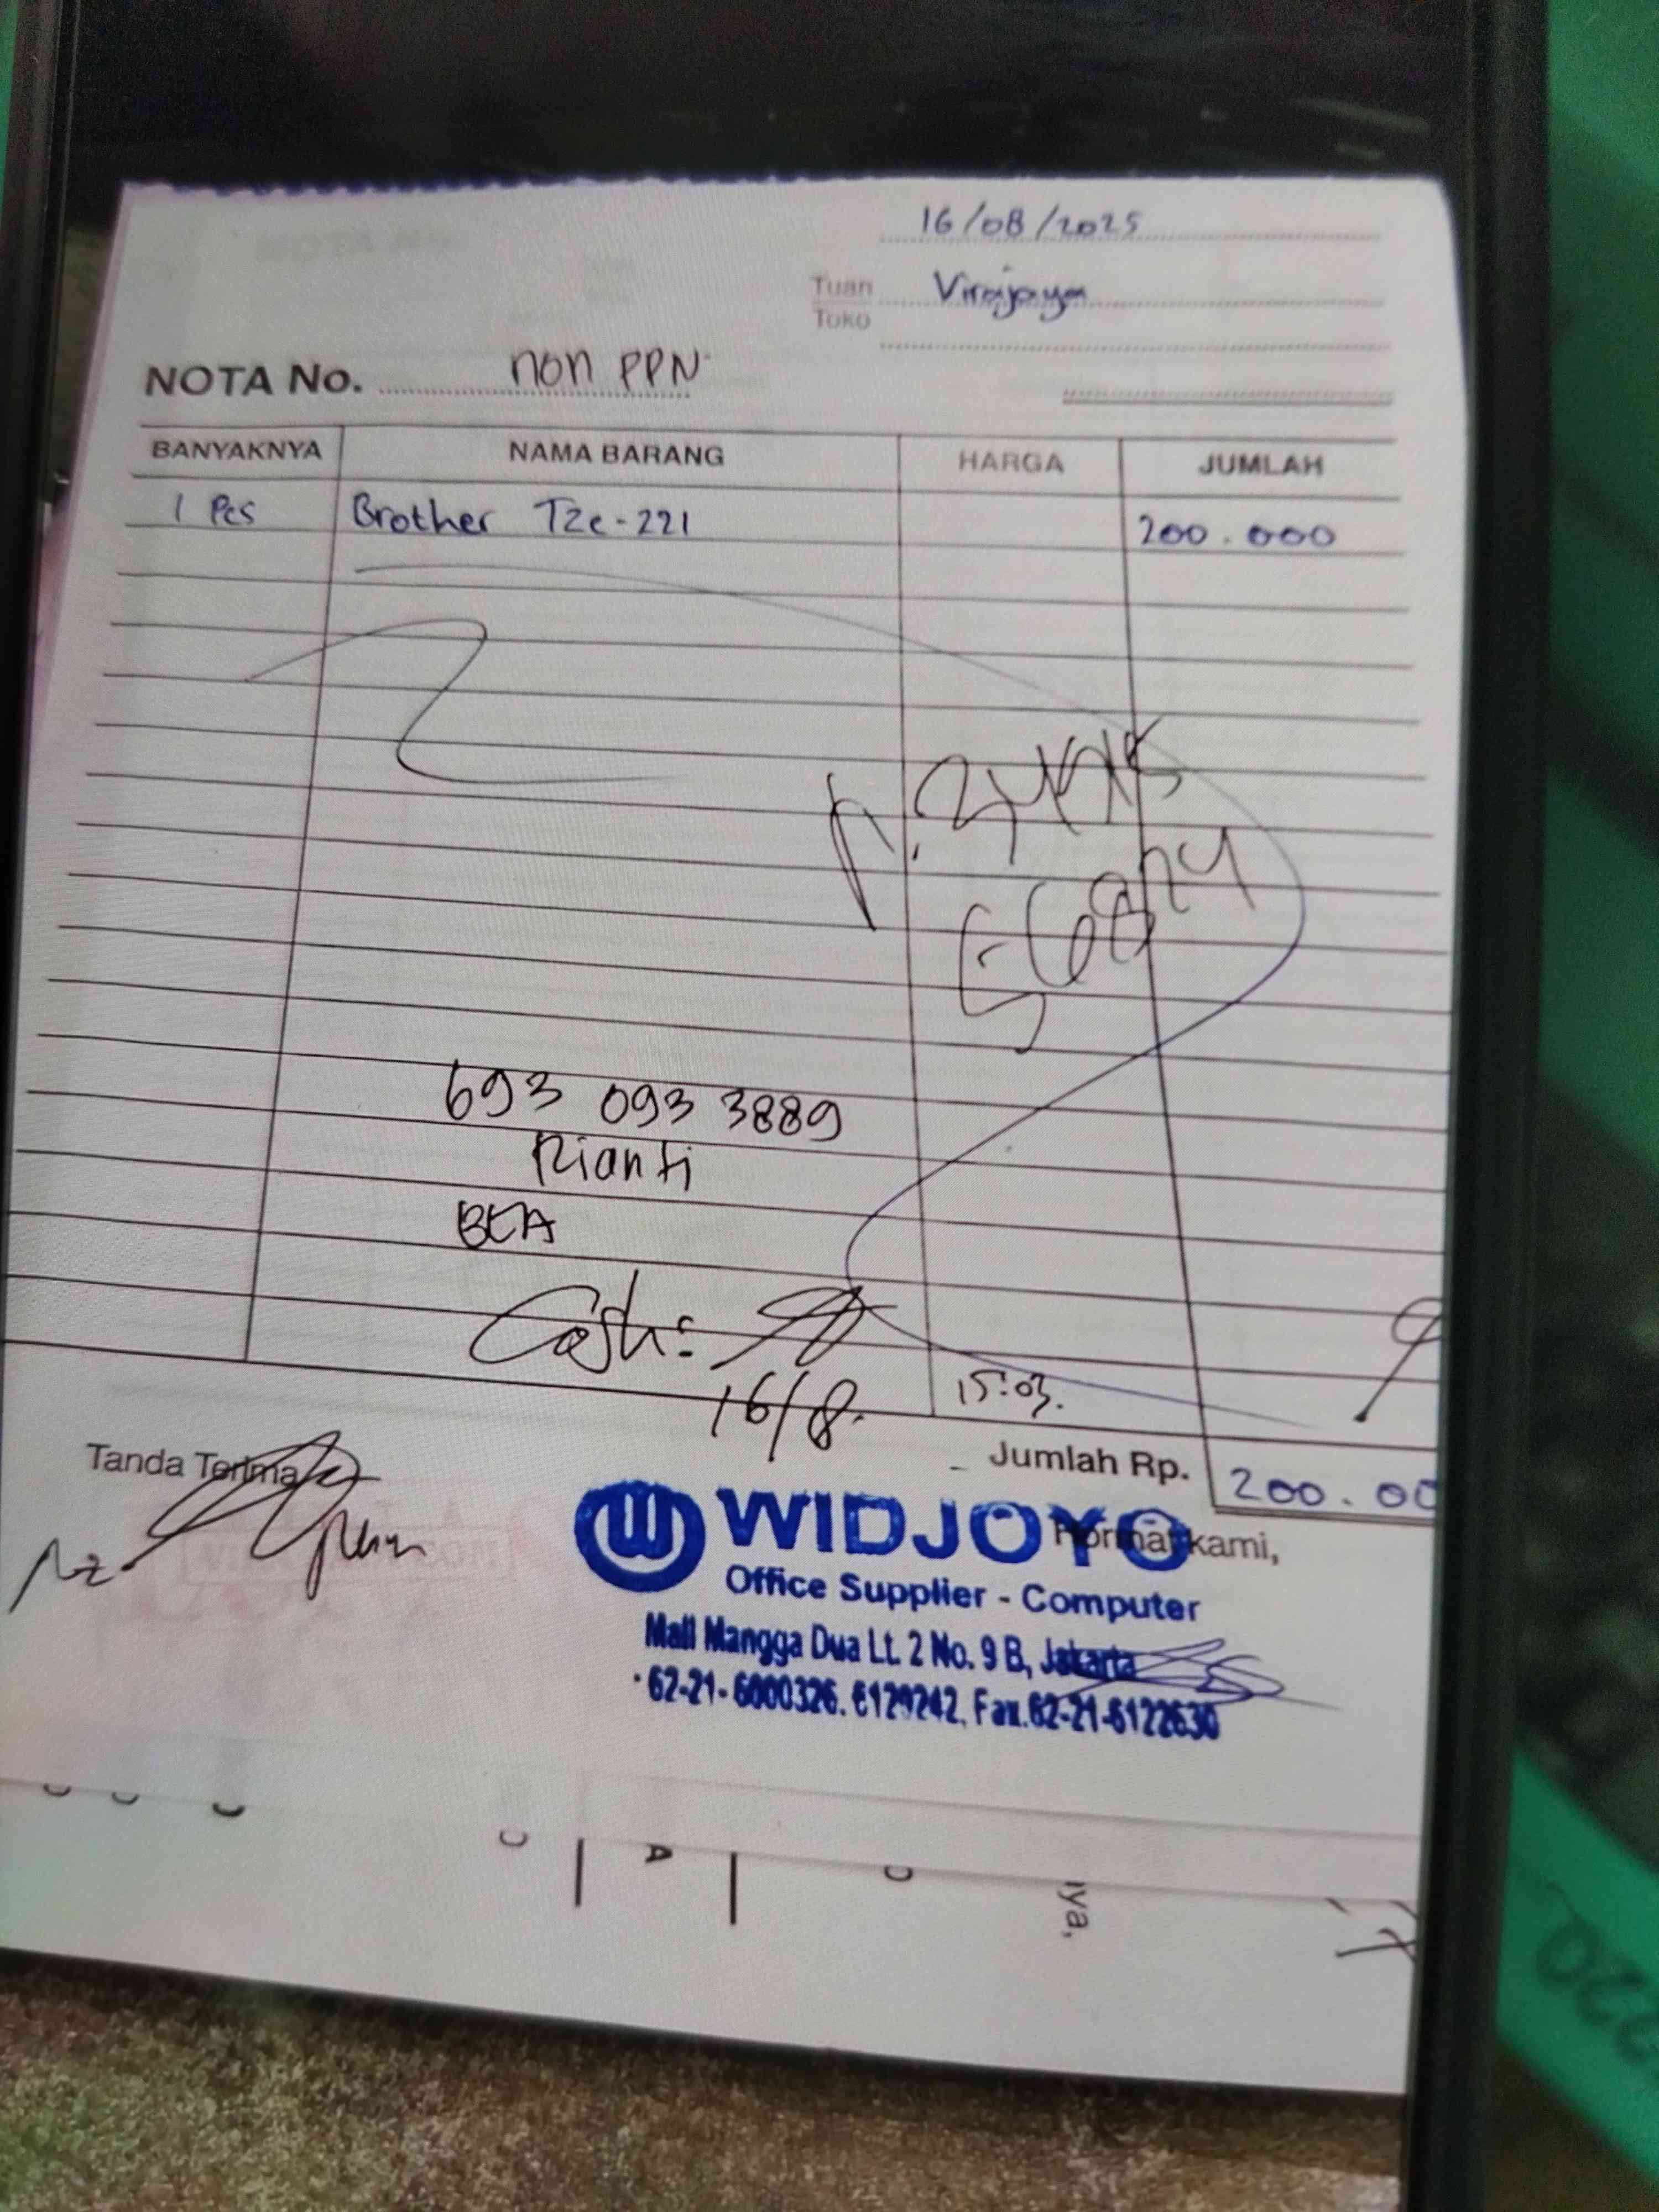 16/08/2025
Tuan Virajaya
Toko
NOTA No. non PPN
BANYAKNYA NAMA BARANG HARGA JUMLAH
1 Pcs Brother TZe-221 200.000
693 093 3889
Rianti
BCA
Cash:
16/8. 15:03.
Tanda Terima
Jumlah Rp. 200.00
WIDJOYO
Hormat kami,
Office Supplier - Computer
Mall Mangga Dua Lt. 2 No. 9 B, Jakarta
62-21-6000326. 6129242, Fax.62-21-6122630